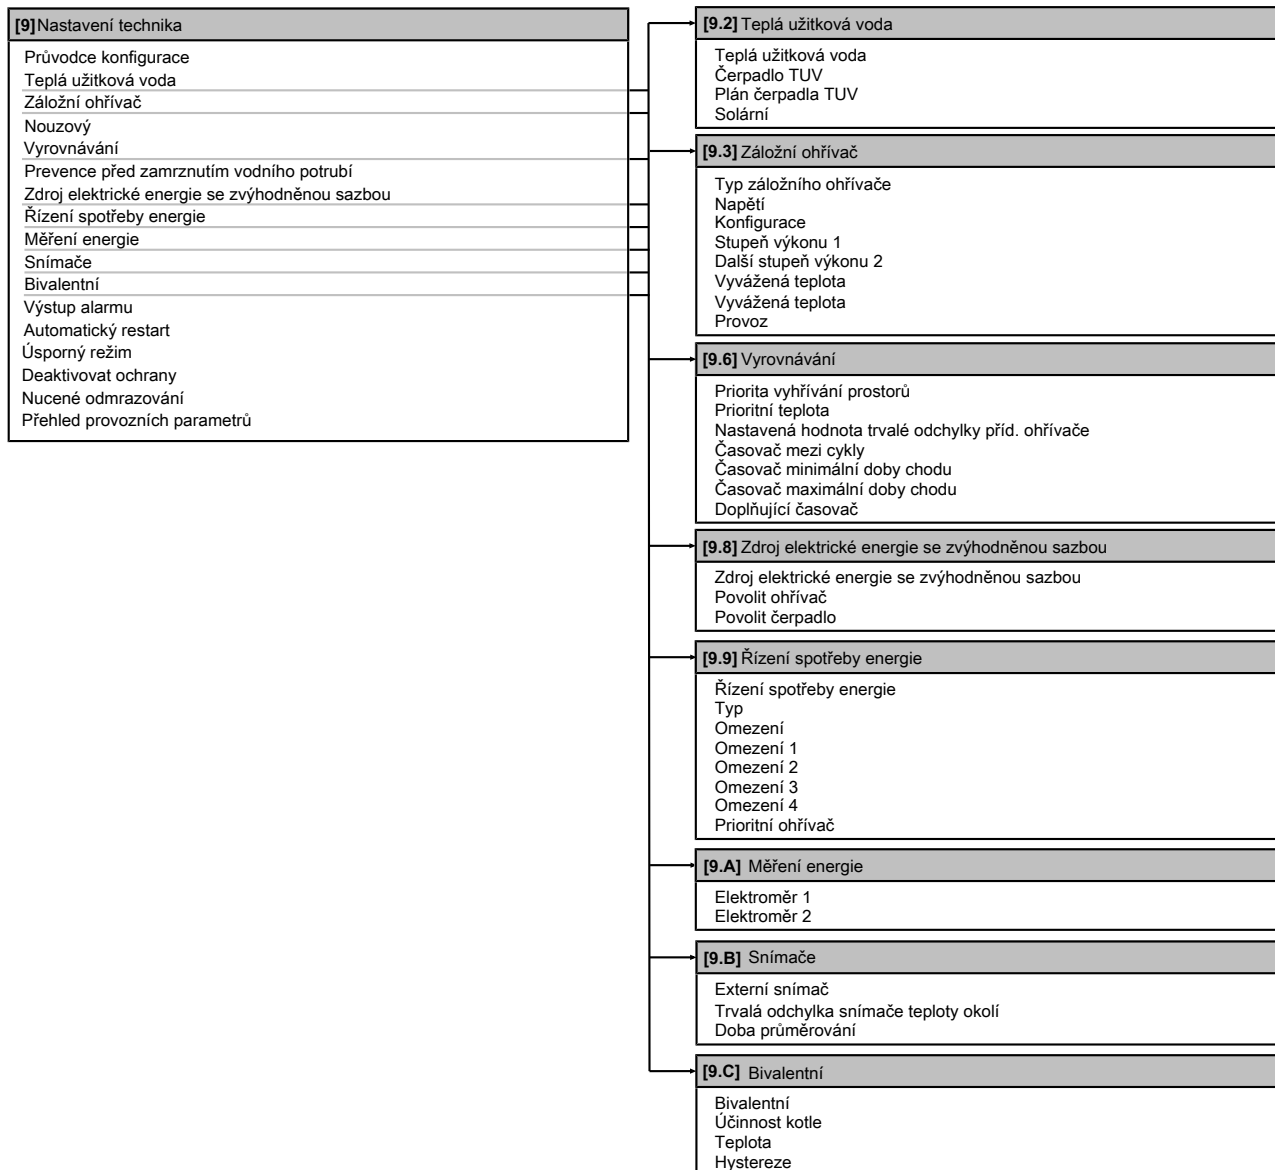 [9] Nastavení technika
Průvodce konfigurace
Teplá užitková voda
Záložní ohřívač
Nouzový
Vyrovnávání
Prevence před zamrznutím vodního potrubí
Zdroj elektrické energie se zvýhodněnou sazbou
Řízení spotřeby energie
Měření energie
Snímače
Bivalentní
Výstup alarmu
Automatický restart
Úsporný režim
Deaktivovat ochrany
Nucené odmrazování
Přehled provozních parametrů
[9.2] Teplá užitková voda
Teplá užitková voda
Čerpadlo TUV
Plán čerpadla TUV
Solární
[9.3] Záložní ohřívač
Typ záložního ohřívače
Napětí
Konfigurace
Stupeň výkonu 1
Další stupeň výkonu 2
Vyvážená teplota
Vyvážená teplota
Provoz
[9.6] Vyrovnávání
Priorita vyhřívání prostorů
Prioritní teplota
Nastavená hodnota trvalé odchylky příd. ohřívače
Časovač mezi cykly
Časovač minimální doby chodu
Časovač maximální doby chodu
Doplňující časovač
[9.8] Zdroj elektrické energie se zvýhodněnou sazbou
Zdroj elektrické energie se zvýhodněnou sazbou
Povolit ohřívač
Povolit čerpadlo
[9.9] Řízení spotřeby energie
Řízení spotřeby energie
Typ
Omezení
Omezení 1
Omezení 2
Omezení 3
Omezení 4
Prioritní ohřívač
[9.A] Měření energie
Elektroměr 1
Elektroměr 2
[9.B] Snímače
Externí snímač
Trvalá odchylka snímače teploty okolí
Doba průměrování
[9.C] Bivalentní
Bivalentní
Účinnost kotle
Teplota
Hystereze